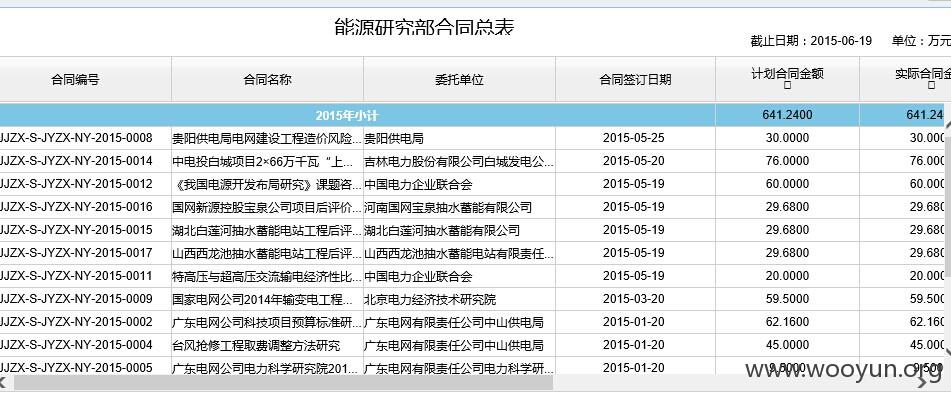 能源研究部合同总表
截止日期：2015-06-19 单位：万元
合同编号 合同名称 委托单位 合同签订日期 计划合同金额 实际合同金
2015年小计 641.2400 641.24
JJZX-S-JYZX-NY-2015-0008 贵阳供电局电网建设工程造价风险... 贵阳供电局 2015-05-25 30.0000 30.000
JJZX-S-JYZX-NY-2015-0014 中电投白城项目2×66万千瓦“上... 吉林电力股份有限公司白城发电公... 2015-05-20 76.0000 76.000
JJZX-S-JYZX-NY-2015-0012 《我国电源开发布局研究》课题咨... 中国电力企业联合会 2015-05-19 60.0000 60.000
JJZX-S-JYZX-NY-2015-0016 国网新源控股宝泉公司项目后评价... 河南国网宝泉抽水蓄能有限公司 2015-05-19 29.6800 29.680
JJZX-S-JYZX-NY-2015-0015 湖北白莲河抽水蓄能电站工程后评... 湖北白莲河抽水蓄能有限公司 2015-05-19 29.6800 29.680
JJZX-S-JYZX-NY-2015-0017 山西西龙池抽水蓄能电站工程后评... 山西西龙池抽水蓄能电站有限责任... 2015-05-19 29.6800 29.680
JJZX-S-JYZX-NY-2015-0011 特高压与超高压交流输电经济性比... 中国电力企业联合会 2015-05-19 20.0000 20.000
JJZX-S-JYZX-NY-2015-0009 国家电网公司2014年输变电工程... 北京电力经济技术研究院 2015-03-20 59.5000 59.500
JJZX-S-JYZX-NY-2015-0002 广东电网公司科技项目预算标准研... 广东电网有限责任公司中山供电局 2015-01-20 62.1600 62.160
JJZX-S-JYZX-NY-2015-0004 台风抢修工程取费调整方法研究 广东电网有限责任公司中山供电局 2015-01-20 45.0000 45.000
JJZX-S-JYZX-NY-2015-0005 广东电网公司电力科学研究院201... 广东电网有限责任公司电力科学研... 2015-01-20 9.5000 9.500
www.wooyun.org